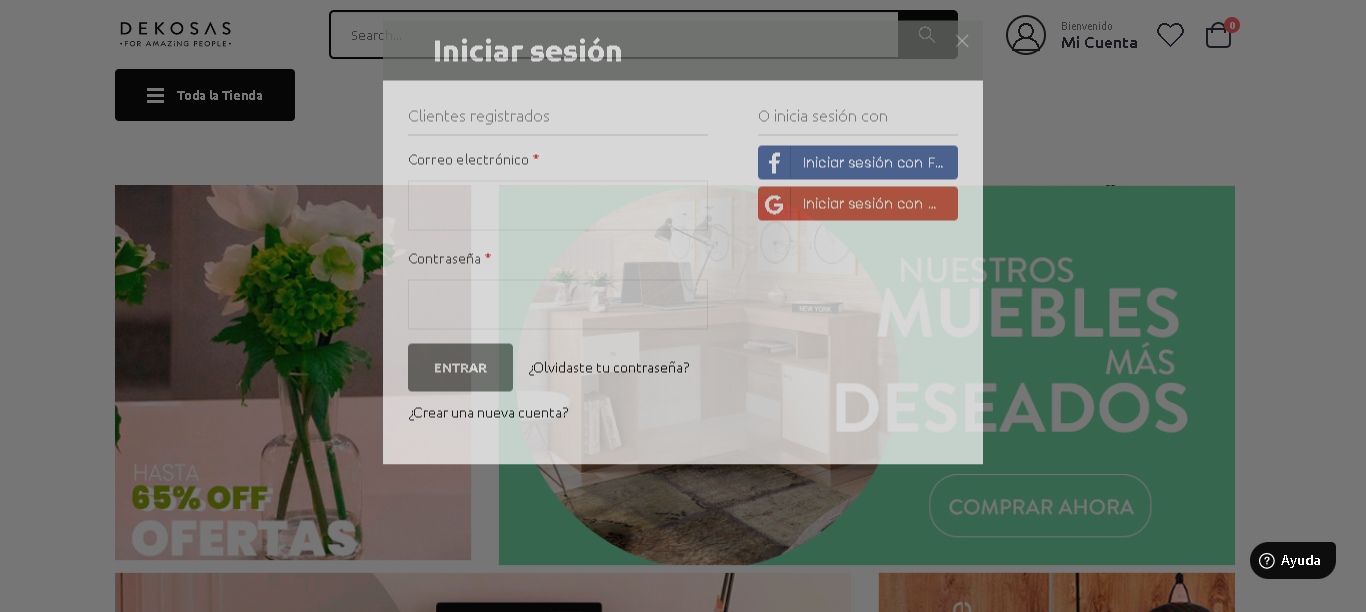 DEKOSAS
•FOR AMAZING PEOPLE•
Search...
Bienvenido
Mi Cuenta
0
Toda la Tienda
Iniciar sesión
Clientes registrados
Correo electrónico *
Contraseña *
ENTRAR
¿Olvidaste tu contraseña?
¿Crear una nueva cuenta?
O inicia sesión con
Iniciar sesión con F...
Iniciar sesión con ...
HASTA
65% OFF
OFERTAS
NEW YORK
NUESTROS
MUEBLES
MÁS
DESEADOS
COMPRAR AHORA
Ayuda